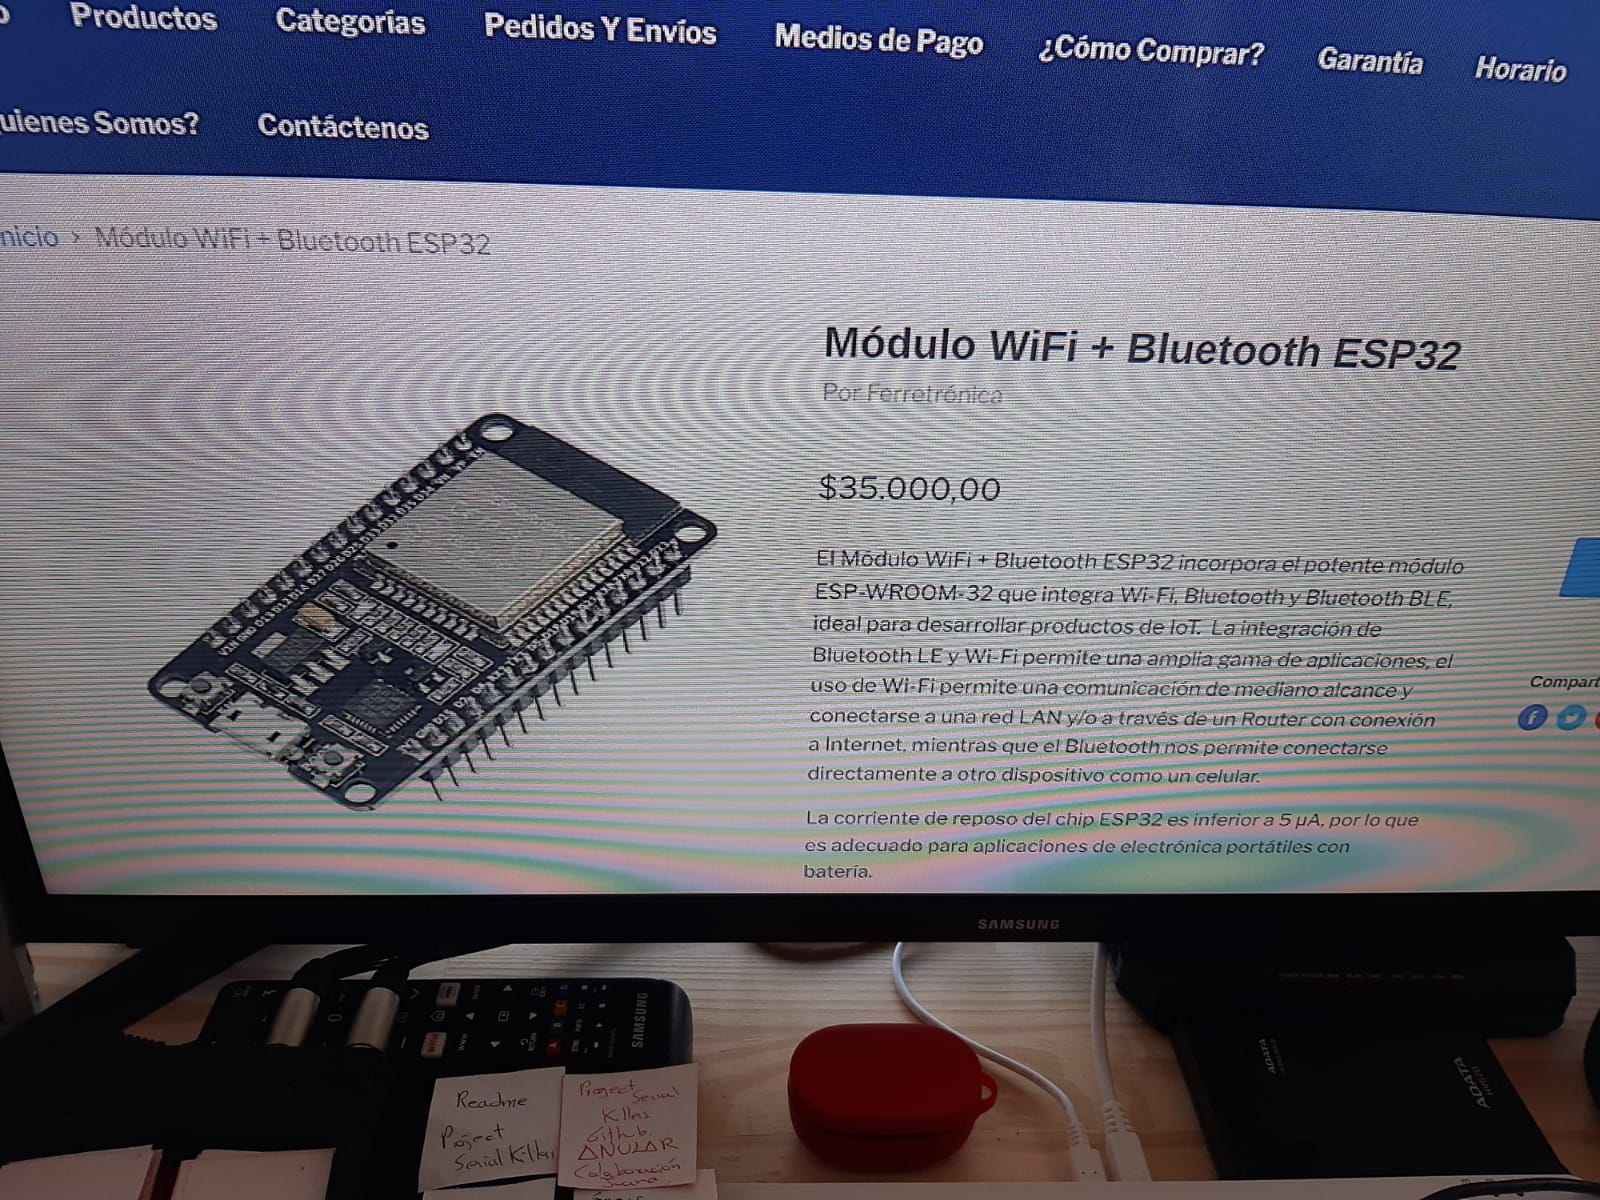 Productos Categorías Pedidos Y Envíos Medios de Pago ¿Cómo Comprar? Garantía Horario
uienes Somos? Contáctenos
nicio › Módulo WiFi + Bluetooth ESP32
Módulo WiFi + Bluetooth ESP32
Por Ferretrónica
$35.000,00
El Módulo WiFi + Bluetooth ESP32 incorpora el potente módulo
ESP-WROOM-32 que integra Wi-Fi, Bluetooth y Bluetooth BLE,
ideal para desarrollar productos de IoT. La integración de
Bluetooth LE y Wi-Fi permite una amplia gama de aplicaciones, el
uso de Wi-Fi permite una comunicación de mediano alcance y
conectarse a una red LAN y/o a través de un Router con conexión
a Internet, mientras que el Bluetooth nos permite conectarse
directamente a otro dispositivo como un celular.
La corriente de reposo del chip ESP32 es inferior a 5 µA, por lo que
es adecuado para aplicaciones de electrónica portátiles con
batería.
Compart
SAMSUNG
SAMSUNG
ADATA
ADATA
Readme
Project
Serial Killer
Project Serial
Killer
Github
ANULAR
Colaboración